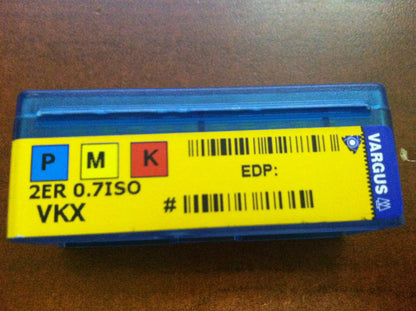 P M K
EDP:
2ER 0.7ISO
VKX
#
VARGUS